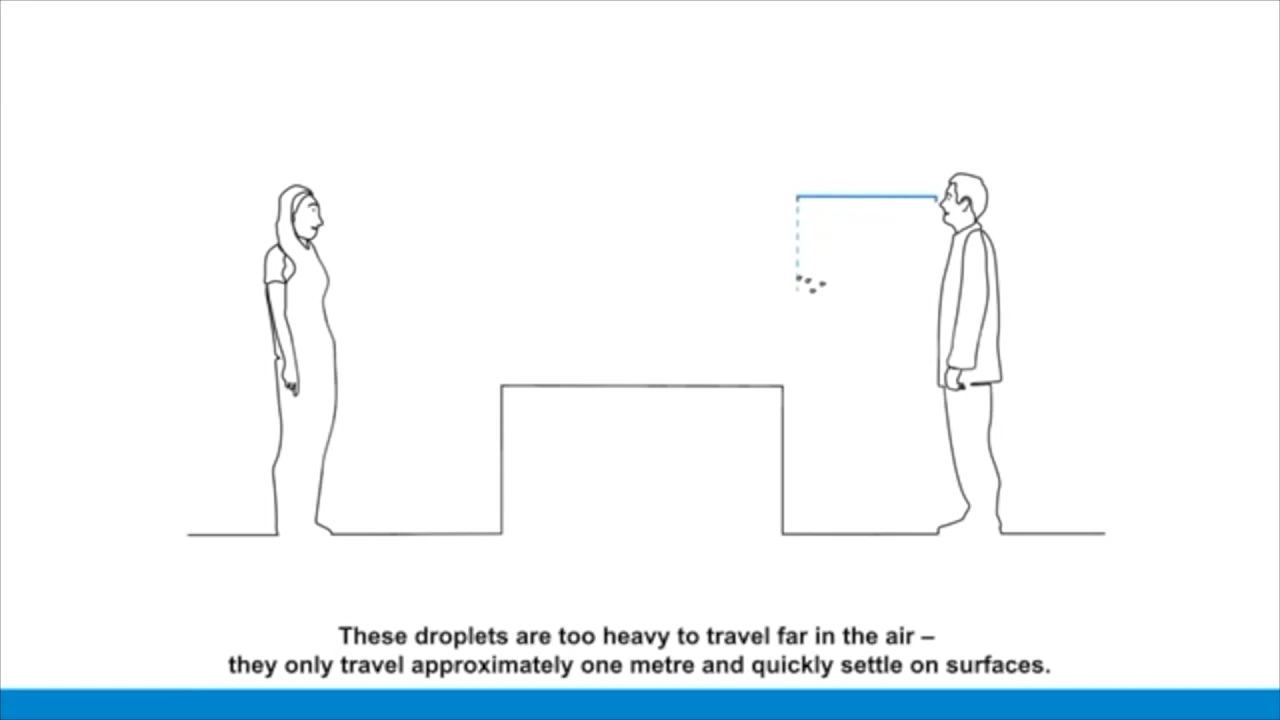 These droplets are too heavy to travel far in the air –
they only travel approximately one metre and quickly settle on surfaces.